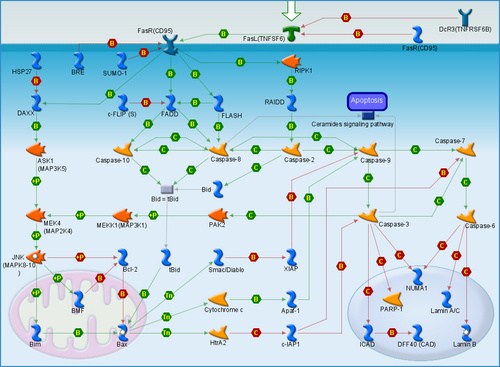 FasR(CD95)
FasL(TNFSF6)
DcR3(TNFRSF6B)
FasR(CD95)
HSP27
BRE
SUMO-1
RIPK1
DAXX
c-FLIP (S)
FADD
FLASH
RAIDD
Apoptosis
Ceramides signaling pathway
ASK1
(MAP3K5)
Caspase-10
Caspase-8
Caspase-2
Caspase-9
Caspase-7
Bid = tBid
Bid
MEK4
(MAP2K4)
MEKK1(MAP3K1)
PAK2
Caspase-3
Caspase-6
JNK
(MAPK8-10
)
Bcl-2
tBid
Smac/Diablo
XIAP
NUMA1
BMF
Cytochrome c
Apaf-1
PARP-1
Lamin A/C
Bim
Bax
HtrA2
c-IAP1
ICAD
DFF40 (CAD)
Lamin B